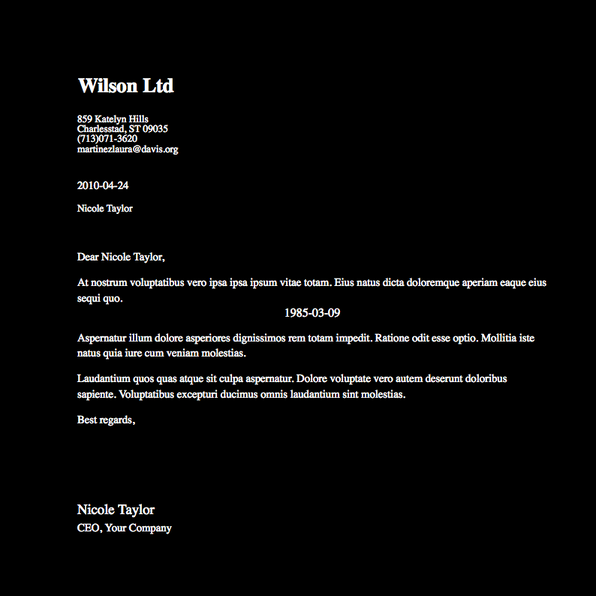 Wilson Ltd
859 Katelyn Hills
Charlesstad, ST 09035
(713)071-3620
martinezlaura@davis.org
2010-04-24
Nicole Taylor
Dear Nicole Taylor,
At nostrum voluptatibus vero ipsa ipsa ipsum vitae totam. Eius natus dicta doloremque aperiam eaque eius
sequi quo.
1985-03-09
Aspernatur illum dolore asperiores dignissimos rem totam impedit. Ratione odit esse optio. Mollitia iste
natus quia iure cum veniam molestias.
Laudantium quos quas atque sit culpa aspernatur. Dolore voluptate vero autem deserunt doloribus
sapiente. Voluptatibus excepturi ducimus omnis laudantium sint molestias.
Best regards,
Nicole Taylor
CEO, Your Company